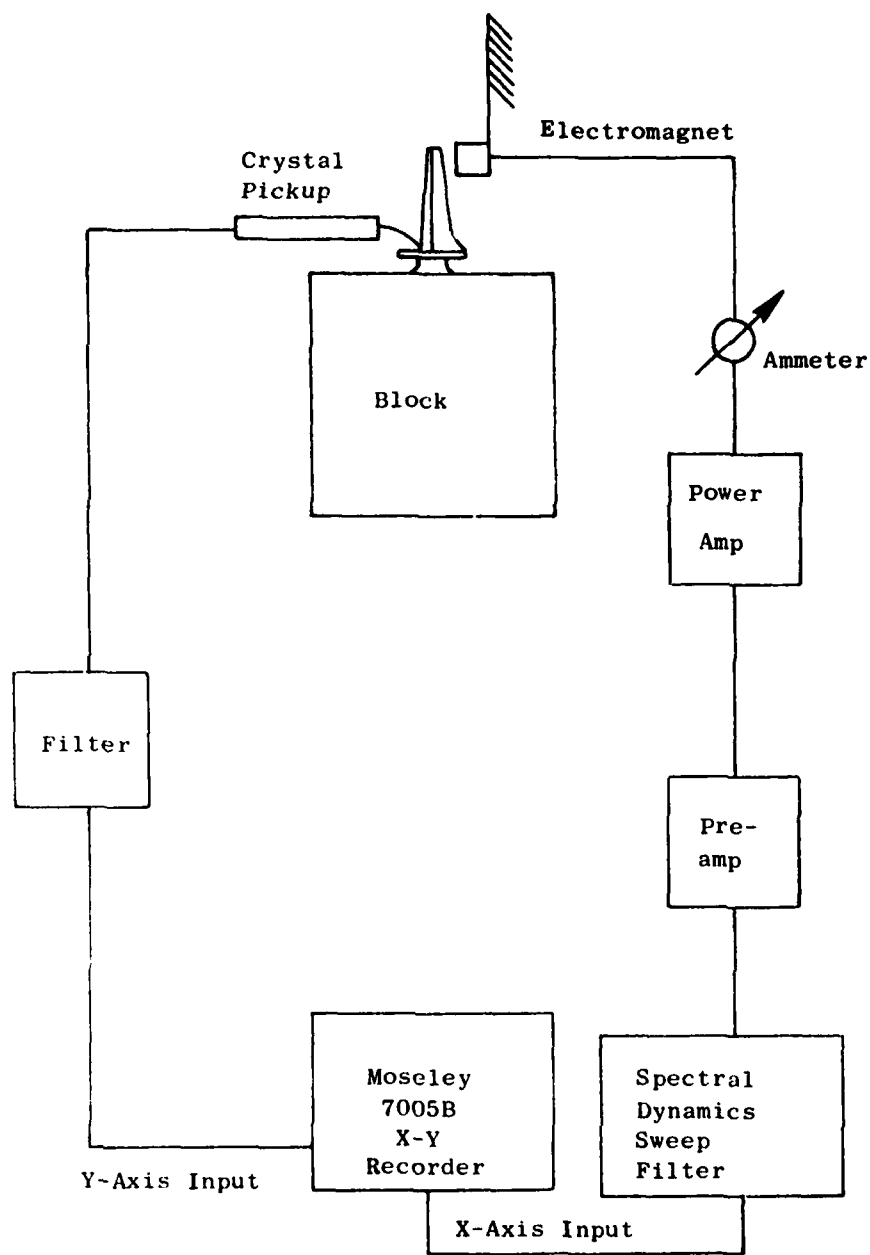 Electromagnet
Crystal
Pickup
Ammeter
Block
Power
Amp
Filter
Pre-
amp
Moseley
7005B
X-Y
Recorder
Spectral
Dynamics
Sweep
Filter
Y-Axis Input
X-Axis Input